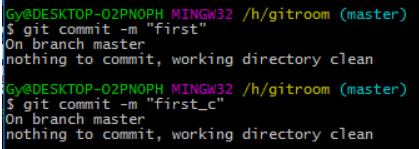 Gy@DESKTOP-O2PNOPH MINGW32 /h/gitroom (master)
$ git commit -m "first"
On branch master
nothing to commit, working directory clean
Gy@DESKTOP-O2PNOPH MINGW32 /h/gitroom (master)
$ git commit -m "first_c"
On branch master
nothing to commit, working directory clean